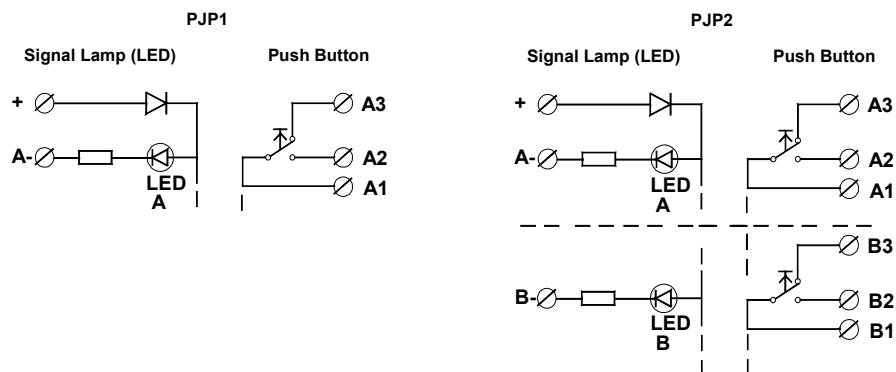 PJP1
Signal Lamp (LED)
Push Button
+
A3
A-
A2
LED
A
A1
PJP2
Signal Lamp (LED)
Push Button
+
A3
A-
A2
LED
A
A1
B3
B-
B2
LED
B
B1